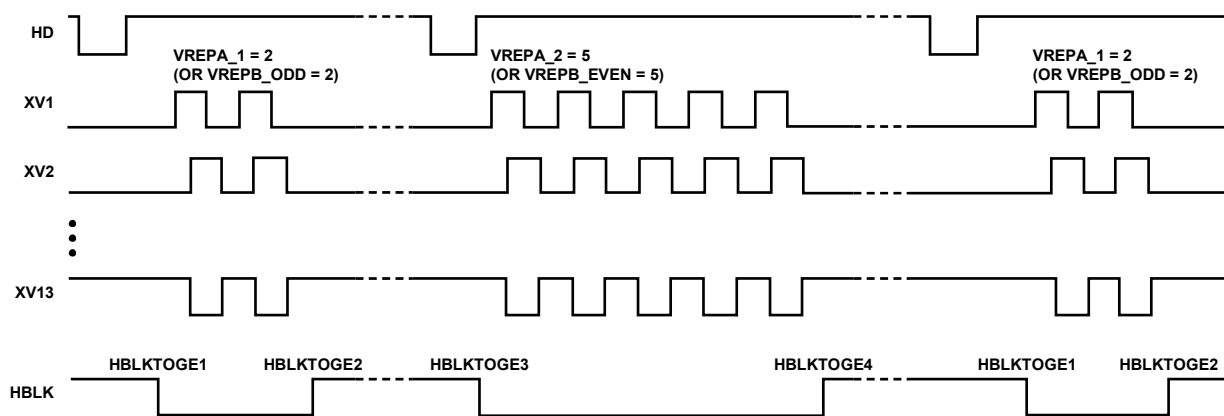 HD
VREPA_1 = 2
(OR VREPB_ODD = 2)
VREPA_2 = 5
(OR VREPB_EVEN = 5)
VREPA_1 = 2
(OR VREPB_ODD = 2)
XV1
XV2
XV13
HBLKTOGE1
HBLKTOGE2
HBLKTOGE3
HBLKTOGE4
HBLKTOGE1
HBLKTOGE2
HBLK